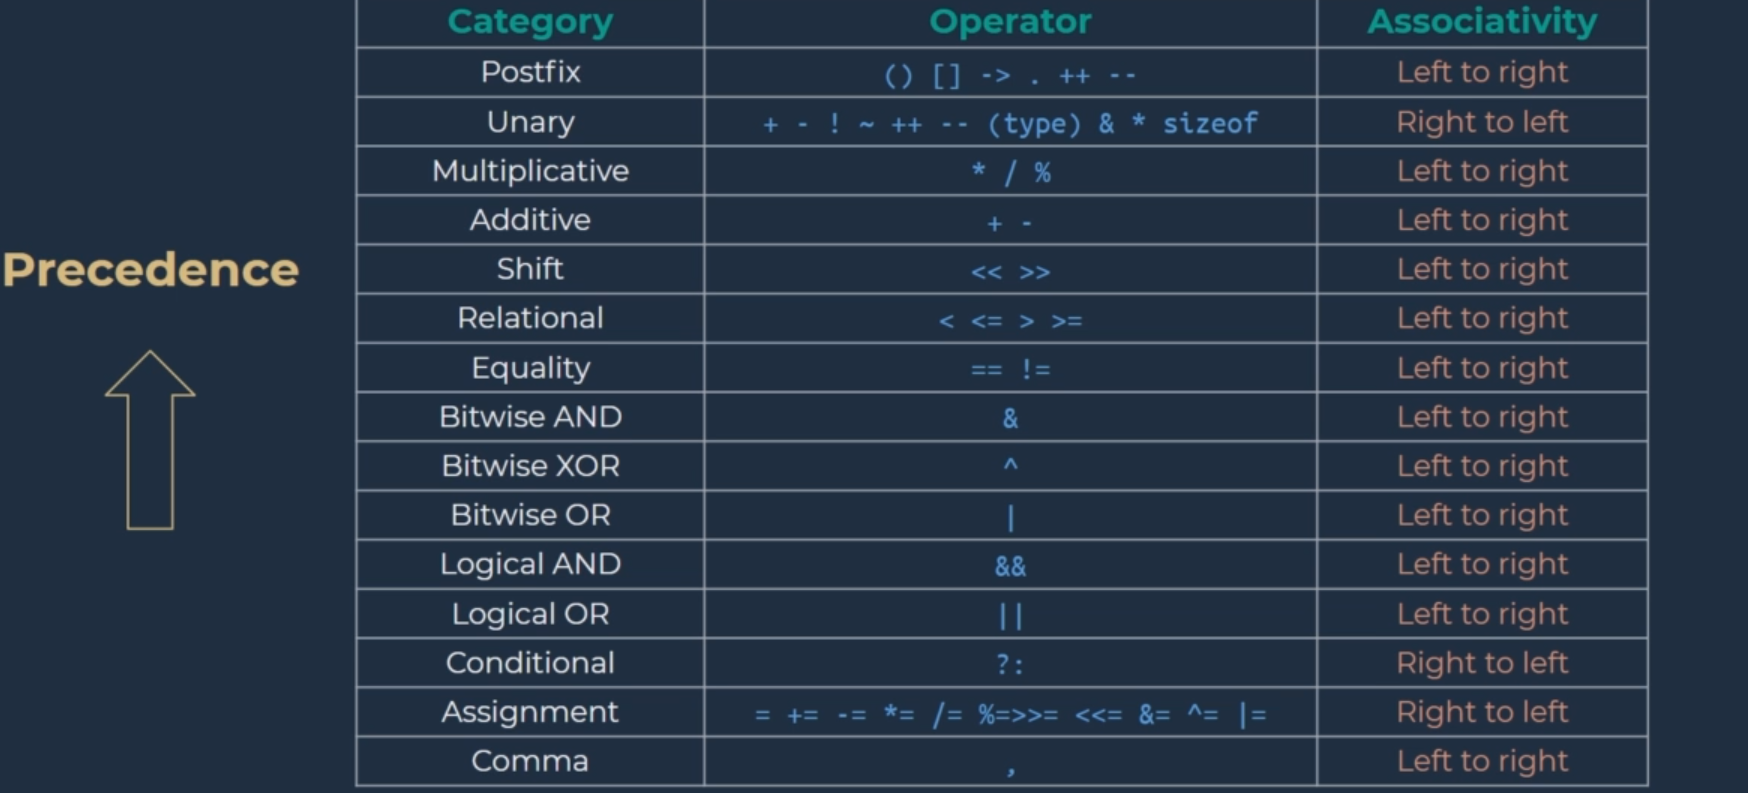 Category Operator Associativity
Postfix () [] -> . ++ -- Left to right
Unary + - ! ~ ++ -- (type) & * sizeof Right to left
Multiplicative * / % Left to right
Additive + - Left to right
Precedence
Shift << >> Left to right
Relational < <= > >= Left to right
Equality == != Left to right
Bitwise AND & Left to right
Bitwise XOR ^ Left to right
Bitwise OR | Left to right
Logical AND && Left to right
Logical OR || Left to right
Conditional ?: Right to left
Assignment = += -= *= /= %=>>= <<= &= ^= |= Right to left
Comma , Left to right